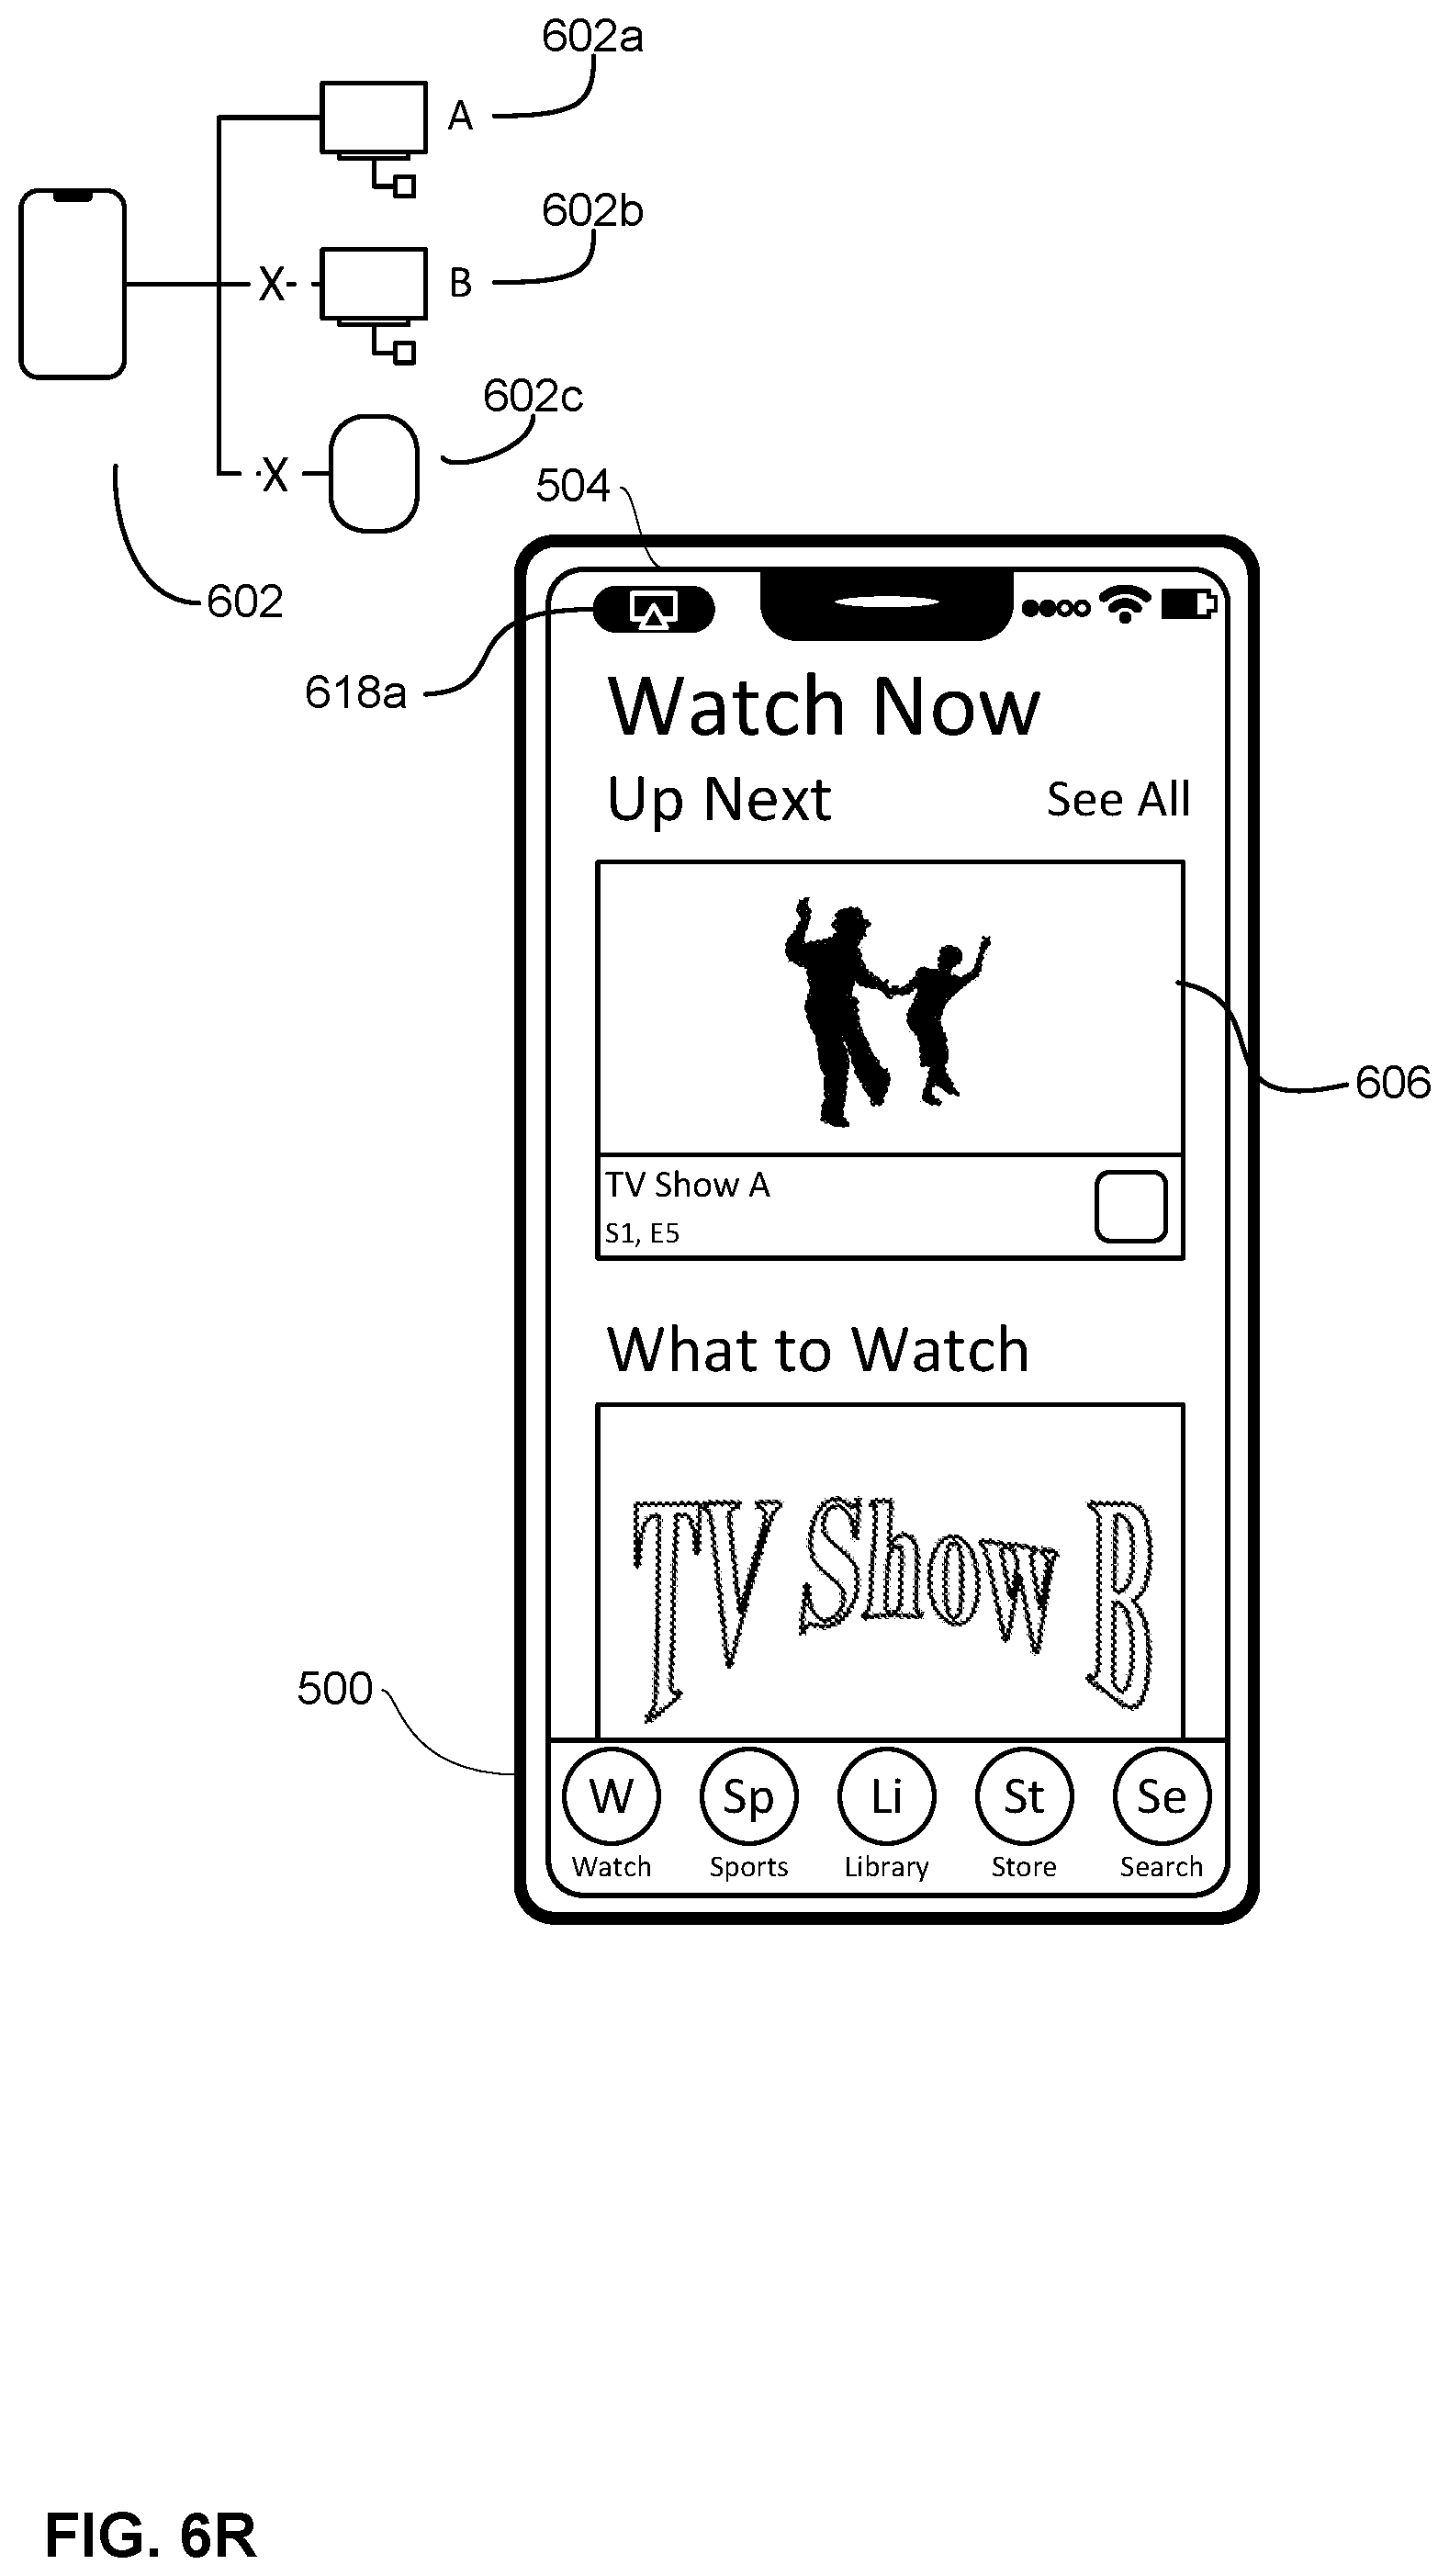 602a
A
602b
X
B
602c
X
504
602
618a
Watch Now
Up Next See All
606
TV Show A
S1, E5
What to Watch
TV Show B
500
W Sp Li St Se
Watch Sports Library Store Search
FIG. 6R